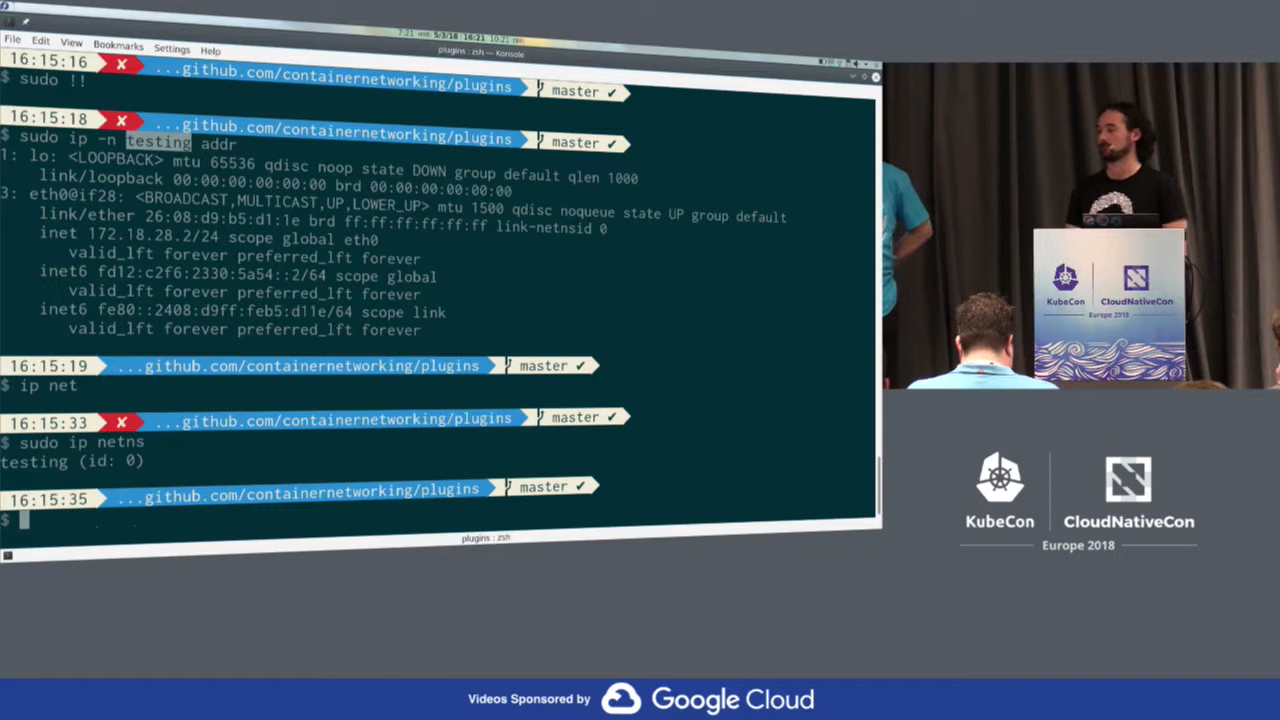 7:21 5/3/18 16:21 10:21
plugins : zsh — Konsole
File Edit View Bookmarks Settings Help
16:15:16 ✘ ...github.com/containernetworking/plugins master ✔
$ sudo !!
16:15:18 ✘ ...github.com/containernetworking/plugins master ✔
$ sudo ip -n testing addr
1: lo: <LOOPBACK> mtu 65536 qdisc noop state DOWN group default qlen 1000
link/loopback 00:00:00:00:00:00 brd 00:00:00:00:00:00
3: eth0@if28: <BROADCAST,MULTICAST,UP,LOWER_UP> mtu 1500 qdisc noqueue state UP group default
link/ether 26:08:d9:b5:d1:1e brd ff:ff:ff:ff:ff:ff link-netnsid 0
inet 172.18.28.2/24 scope global eth0
valid_lft forever preferred_lft forever
inet6 fd12:c2f6:2330:5a54::2/64 scope global
valid_lft forever preferred_lft forever
inet6 fe80::2408:d9ff:feb5:d11e/64 scope link
valid_lft forever preferred_lft forever
16:15:19 ...github.com/containernetworking/plugins master ✔
$ ip net
16:15:33 ✘ ...github.com/containernetworking/plugins master ✔
$ sudo ip netns
testing (id: 0)
16:15:35 ...github.com/containernetworking/plugins master ✔
$
plugins : zsh
KubeCon CloudNativeCon
Europe 2018
KubeCon CloudNativeCon
Europe 2018
Videos Sponsored by Google Cloud